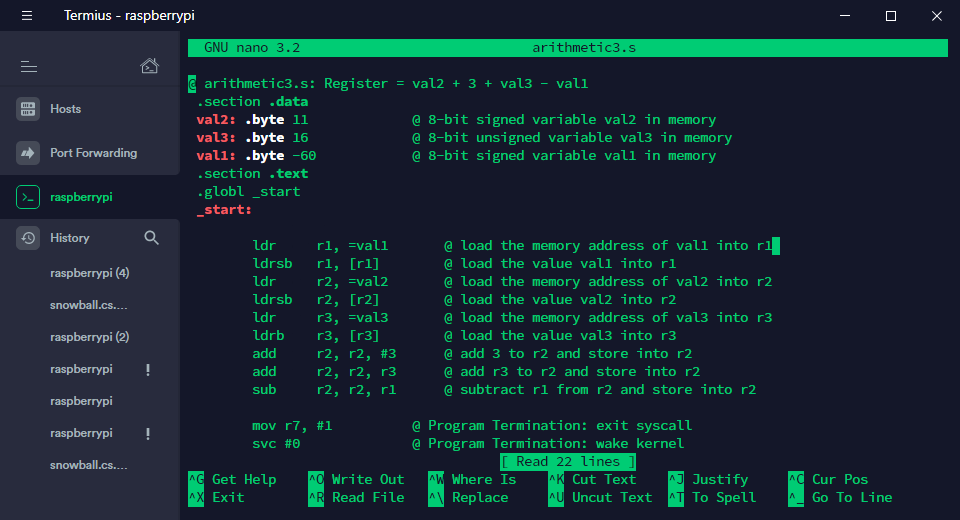 Termius - raspberrypi
Hosts
Port Forwarding
raspberrypi
History
raspberrypi (4)
snowball.cs....
raspberrypi (2)
raspberrypi !
raspberrypi
raspberrypi !
snowball.cs....
GNU nano 3.2 arithmetic3.s
@ arithmetic3.s: Register = val2 + 3 + val3 - val1
.section .data
val2: .byte 11 @ 8-bit signed variable val2 in memory
val3: .byte 16 @ 8-bit unsigned variable val3 in memory
val1: .byte -60 @ 8-bit signed variable val1 in memory
.section .text
.globl _start
_start:
ldr r1, =val1 @ load the memory address of val1 into r1
ldrsb r1, [r1] @ load the value val1 into r1
ldr r2, =val2 @ load the memory address of val2 into r2
ldrsb r2, [r2] @ load the value val2 into r2
ldr r3, =val3 @ load the memory address of val3 into r3
ldrb r3, [r3] @ load the value val3 into r3
add r2, r2, #3 @ add 3 to r2 and store into r2
add r2, r2, r3 @ add r3 to r2 and store into r2
sub r2, r2, r1 @ subtract r1 from r2 and store into r2
mov r7, #1 @ Program Termination: exit syscall
svc #0 @ Program Termination: wake kernel
[ Read 22 lines ]
^G Get Help ^O Write Out ^W Where Is ^K Cut Text ^J Justify ^C Cur Pos
^X Exit ^R Read File ^\ Replace ^U Uncut Text ^T To Spell ^_ Go To Line